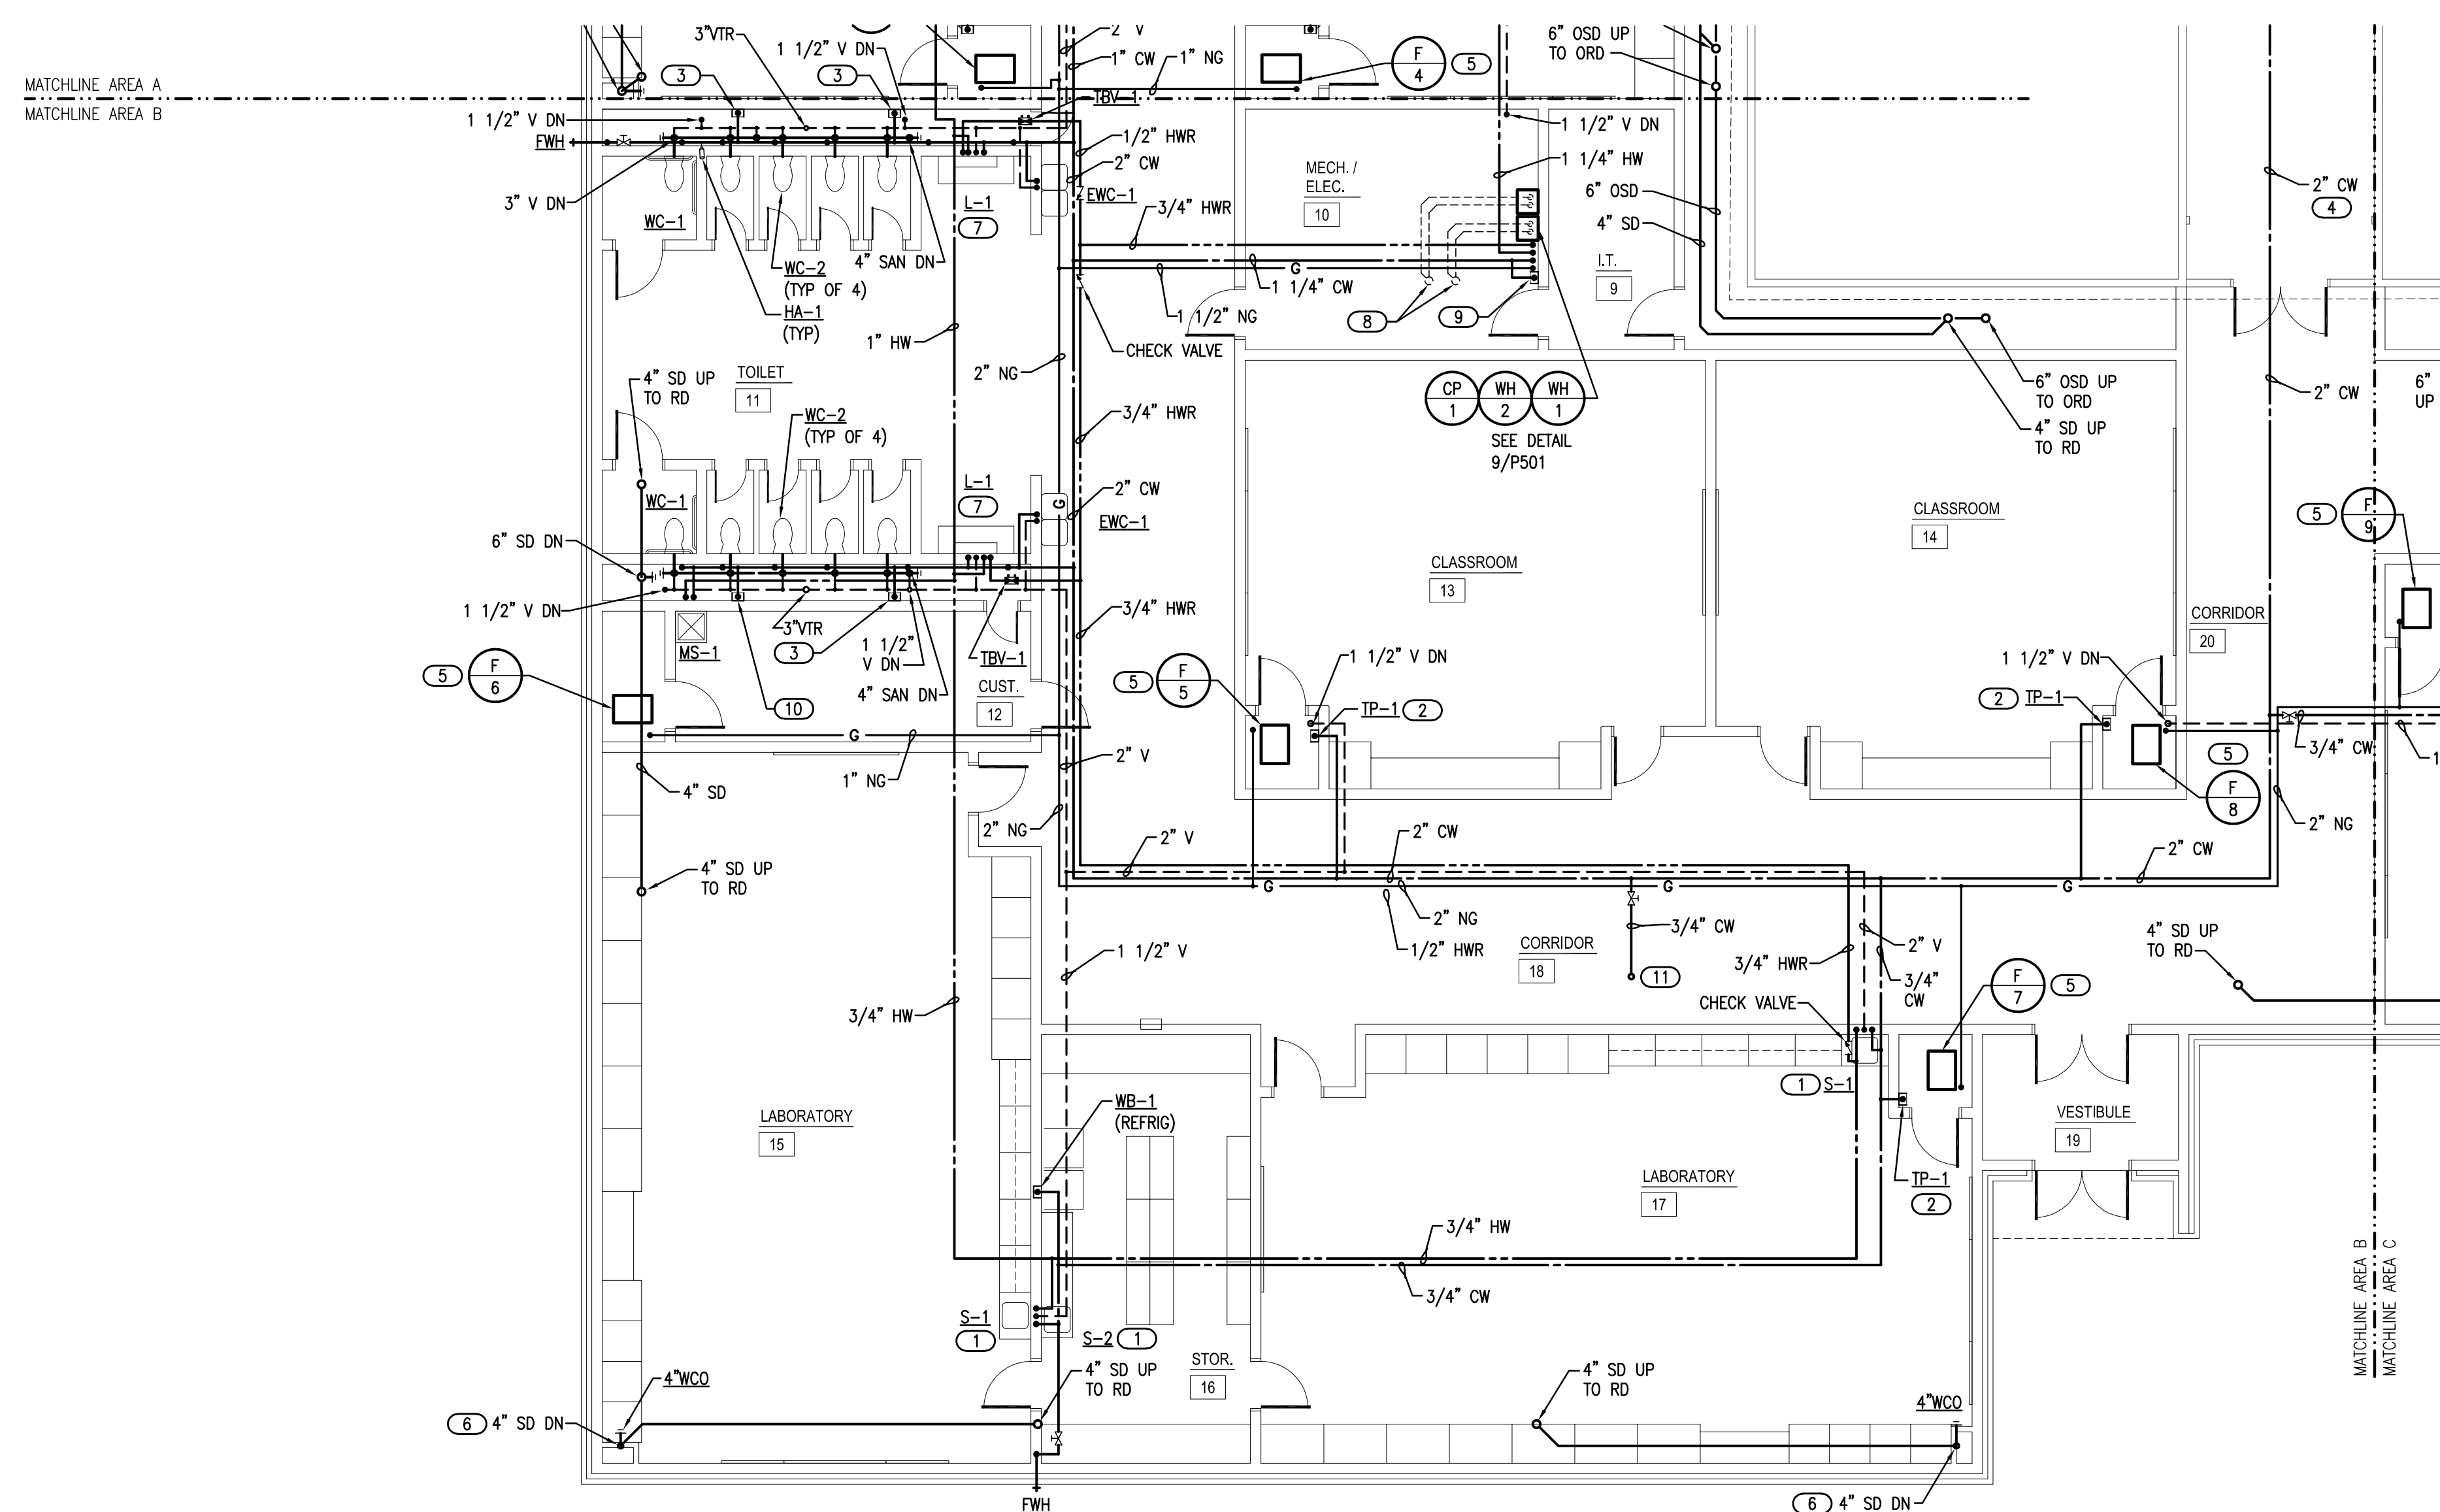 MATCHLINE AREA A
MATCHLINE AREA B
3"VTR
1 1/2" V DN
3
3
2" V
1" CW
1" NG
TBV-1
F
4
5
6" OSD UP
TO ORD
1 1/2" V DN
FWH
1/2" HWR
2" CW
1 1/2" V DN
1 1/4" HW
MECH. /
ELEC.
10
6" OSD
4" SD
2" CW
4
3" V DN
WC-1
L-1
7
EWC-1
3/4" HWR
WC-2
(TYP OF 4)
4" SAN DN
HA-1
(TYP)
G
1 1/4" CW
1 1/2" NG
8
9
I.T.
9
1" HW
CHECK VALVE
2" NG
4" SD UP
TO RD
TOILET
11
CP
1
WH
2
WH
1
SEE DETAIL
9/P501
6" OSD UP
TO ORD
4" SD UP
TO RD
2" CW
6"
UP
WC-2
(TYP OF 4)
3/4" HWR
L-1
7
2" CW
G
EWC-1
WC-1
6" SD DN
CLASSROOM
13
CLASSROOM
14
5
F
9
1 1/2" V DN
3"VTR
MS-1
3
1 1/2"
V DN
TBV-1
3/4" HWR
CORRIDOR
20
5
F
6
10
4" SAN DN
CUST.
12
5
F
5
1 1/2" V DN
TP-1
2
1 1/2" V DN
2
TP-1
G
1" NG
4" SD
2" V
3/4" CW
1
5
F
8
2" NG
2" NG
2" V
2" CW
2" CW
4" SD UP
TO RD
G
G
G
2" NG
1/2" HWR
3/4" CW
11
CORRIDOR
18
1 1/2" V
3/4" HWR
2" V
3/4"
CW
4" SD UP
TO RD
F
7
5
CHECK VALVE
3/4" HW
1
S-1
WB-1
(REFRIG)
LABORATORY
15
VESTIBULE
19
LABORATORY
17
TP-1
2
3/4" HW
3/4" CW
MATCHLINE AREA B
MATCHLINE AREA C
S-1
1
S-2
1
STOR.
16
4" SD UP
TO RD
4" SD UP
TO RD
4"WCO
4"WCO
6
4" SD DN
FWH
6
4" SD DN